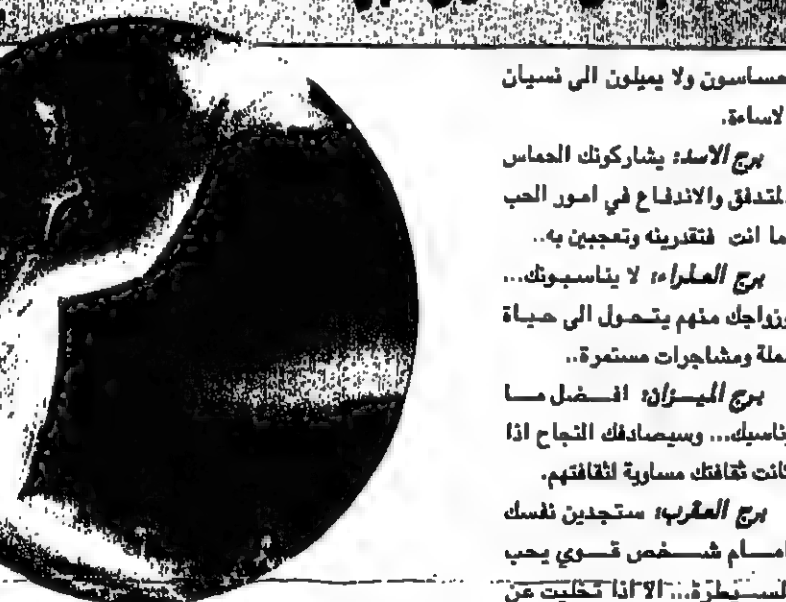 حساسون ولا يميلون الى نسيان
الاساءة.
برج الاسد: يشاركونك الحماس
المتدفق والاندفاع في امور الحب
اما انت فتقدرينه وتعجبين به..
برج العذراء: لا يناسبونك...
وزواجك منهم يتحول الى حياة
مملة ومشاجرات مستمرة..
برج الميزان: افضل ما
يناسبك... وسيصادفك النجاح اذا
كانت ثقافتك مساوية لثقافتهم.
برج العقرب: ستجدين نفسك
امام شخص قوي يحب
السيطرة... الا اذا تخليت عن